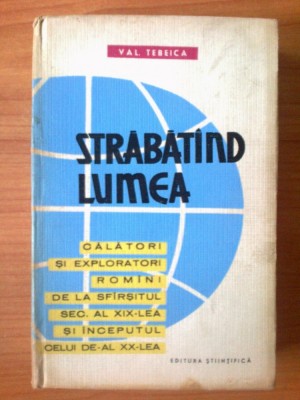 VAL. TEBEICA
STRĂBĂTÎND
LUMEA
CĂLĂTORI
ȘI EXPLORATORI
ROMÎNI
DE LA SFÎRȘITUL
SEC. AL XIX-LEA
ȘI ÎNCEPUTUL
CELUI DE-AL XX-LEA
EDITURA ȘTIINȚIFICĂ